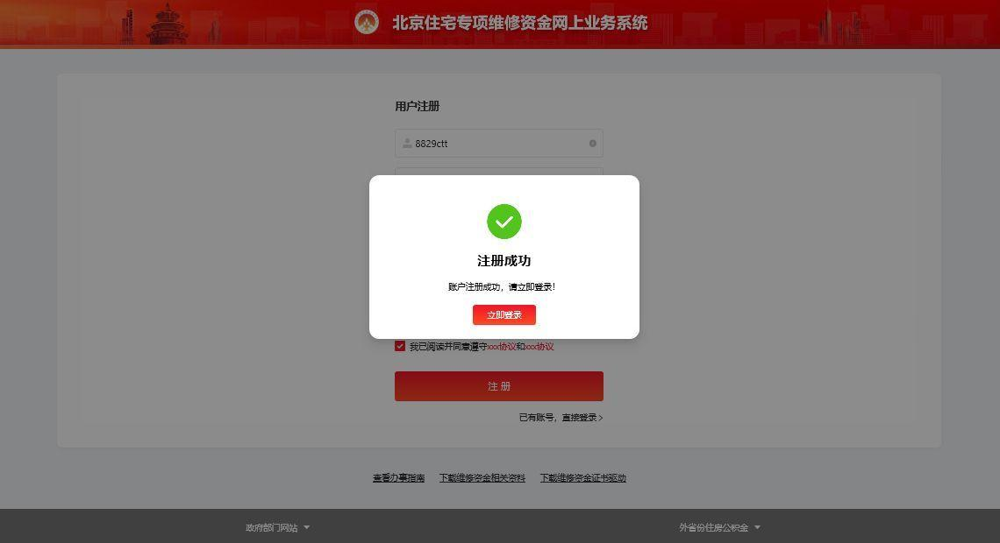 北京住宅专项维修资金网上业务系统
用户注册
8829ctt
注册成功
账户注册成功，请立即登录！
立即登录
我已阅读并同意遵守xxx协议和xxx协议
注 册
已有账号，直接登录 >
查看办事指南 下载维修资金相关资料 下载维修资金证书驱动
政府部门网站 外省份住房公积金